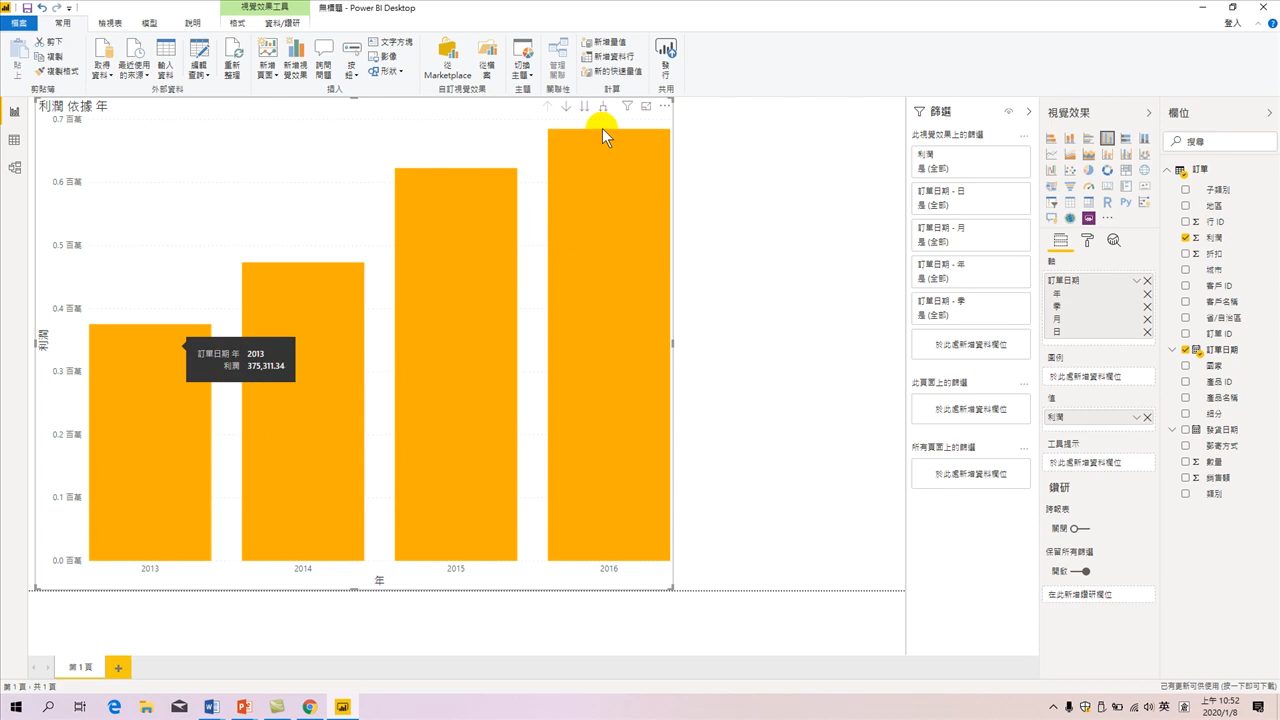 視覺效果工具
無標題 - Power BI Desktop
檔案
常用
檢視表
模型
說明
格式
資料/鑽研
登入
貼上
剪下
複製
複製格式
剪貼簿
取得資料
最近使用的來源
輸入資料
編輯查詢
重新整理
外部資料
新增頁面
新增視覺效果
詢問問題
按鈕
文字方塊
影像
形狀
插入
從 Marketplace
從檔案
自訂視覺效果
切換主題
主題
管理關聯
關聯性
新增量值
新增資料行
新的快速量值
計算
發行
共用
利潤 依據 年
0.7 百萬
0.6 百萬
0.5 百萬
0.4 百萬
0.3 百萬
0.2 百萬
0.1 百萬
0.0 百萬
利潤
訂單日期 年 2013
利潤 375,311.34
2013
2014
2015
2016
年
篩選
此視覺效果上的篩選
利潤
是 (全部)
訂單日期 - 日
是 (全部)
訂單日期 - 月
是 (全部)
訂單日期 - 年
是 (全部)
訂單日期 - 季
是 (全部)
於此處新增資料欄位
此頁面上的篩選
於此處新增資料欄位
所有頁面上的篩選
於此處新增資料欄位
視覺效果
R
Py
軸
訂單日期
年
季
月
日
圖例
於此處新增資料欄位
值
利潤
工具提示
於此處新增資料欄位
鑽研
跨報表
關閉
保留所有篩選
開啟
在此新增鑽研欄位
欄位
搜尋
訂單
子類別
地區
行 ID
利潤
折扣
城市
客戶 ID
客戶名稱
省/自治區
訂單 ID
訂單日期
國家
產品 ID
產品名稱
細分
發貨日期
郵寄方式
數量
銷售額
類別
第 1 頁
第 1 頁，共 1 頁
已有更新可供使用 (按一下即可下載)
英
上午 10:52
2020/1/8